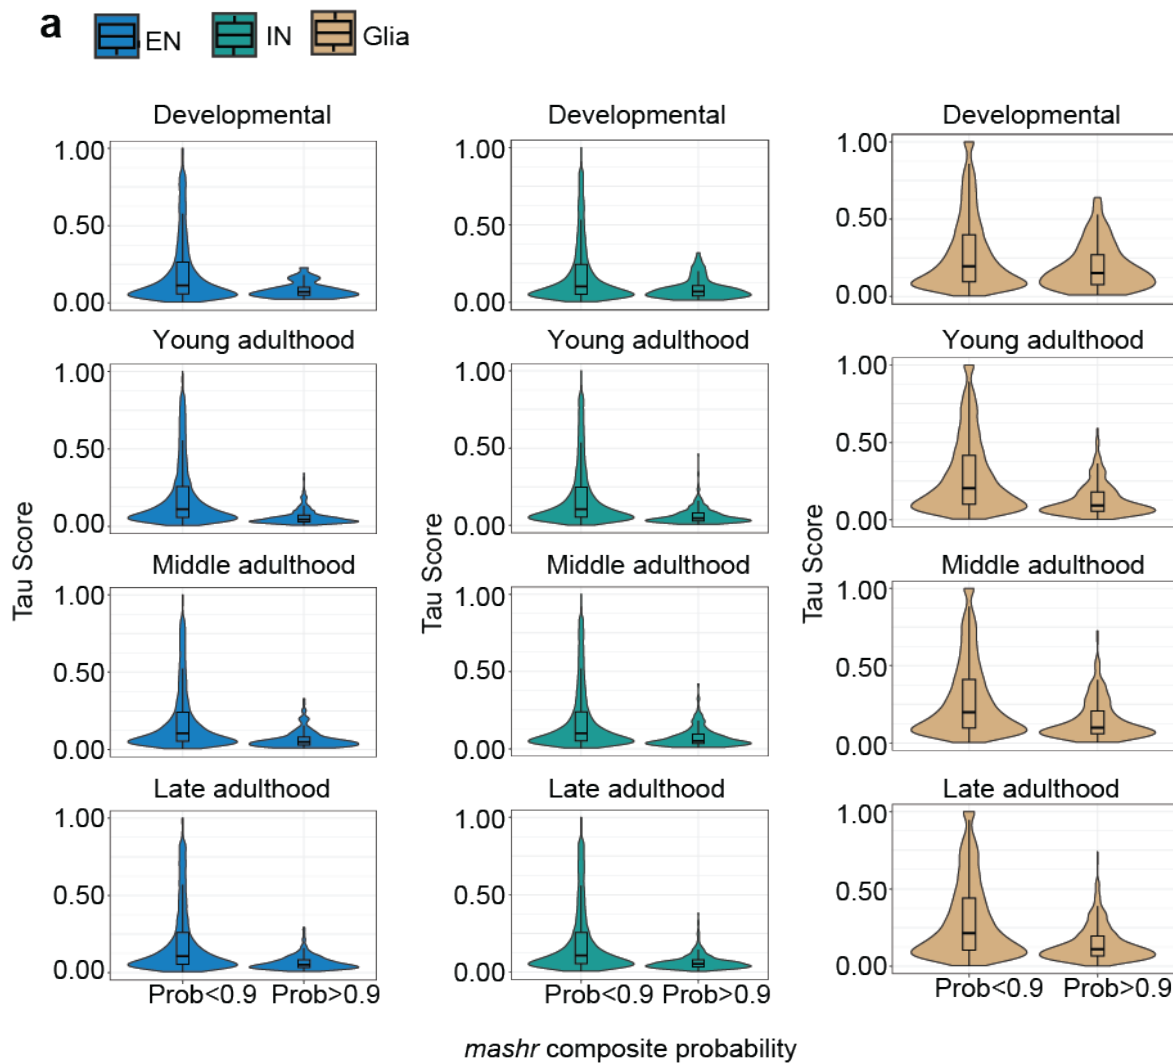 a EN IN Glia
Developmental Developmental Developmental
1.00 1.00 1.00
0.50 0.50 0.50
0.00 0.00 0.00
Young adulthood Young adulthood Young adulthood
1.00 1.00 1.00
0.50 0.50 0.50
0.00 0.00 0.00
Middle adulthood Middle adulthood Middle adulthood
Tau Score Tau Score Tau Score
1.00 1.00 1.00
0.50 0.50 0.50
0.00 0.00 0.00
Late adulthood Late adulthood Late adulthood
1.00 1.00 1.00
0.50 0.50 0.50
0.00 0.00 0.00
Prob<0.9 Prob>0.9 Prob<0.9 Prob>0.9 Prob<0.9 Prob>0.9
mashr composite probability